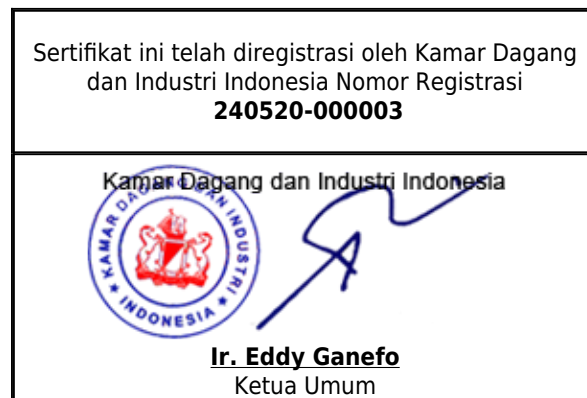 Sertifikat ini telah diregistrasi oleh Kamar Dagang
dan Industri Indonesia Nomor Registrasi
240520-000003
Kamar Dagang dan Industri Indonesia
KAMAR DAGANG DAN INDUSTRI
INDONESIA
Ir. Eddy Ganefo
Ketua Umum